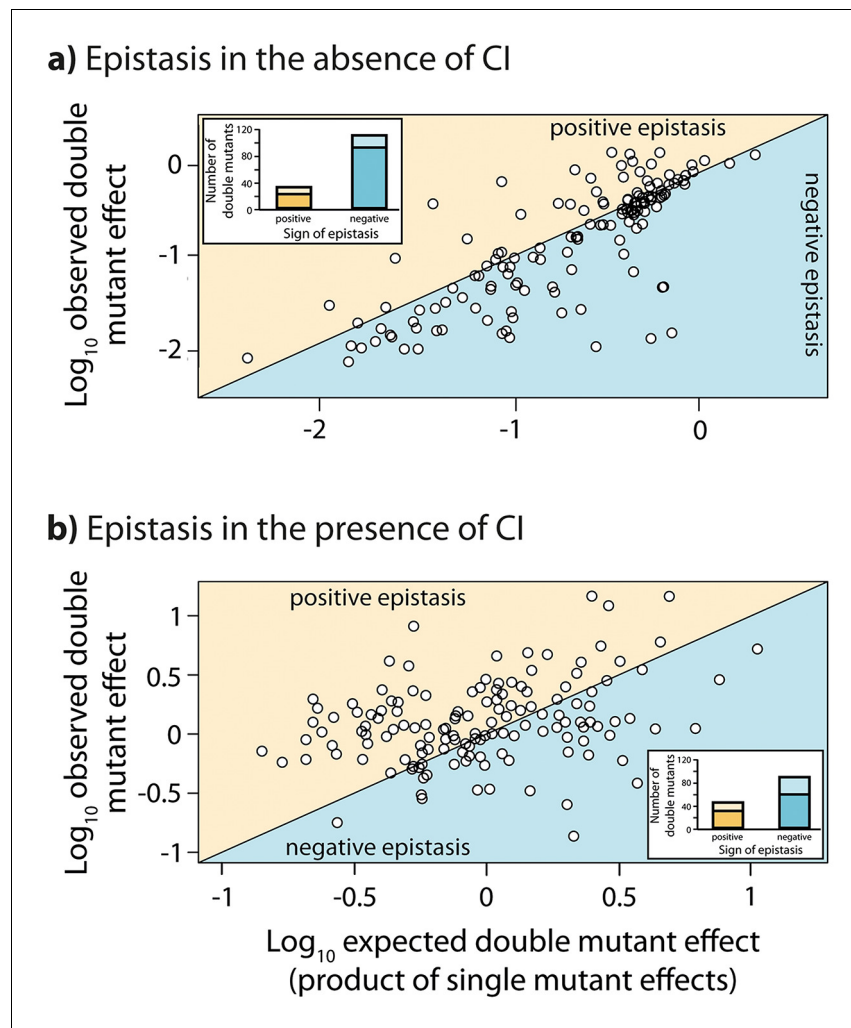 a) Epistasis in the absence of CI
Log10 observed double
mutant effect
0
-1
-2
positive epistasis
negative epistasis
Number of
double mutants
120
80
40
0
positive
negative
Sign of epistasis
-2
-1
0
b) Epistasis in the presence of CI
Log10 observed double
mutant effect
1
0.5
0
-0.5
-1
positive epistasis
negative epistasis
Number of
double mutants
120
80
40
0
positive
negative
Sign of epistasis
-1
-0.5
0
0.5
1
Log10 expected double mutant effect
(product of single mutant effects)